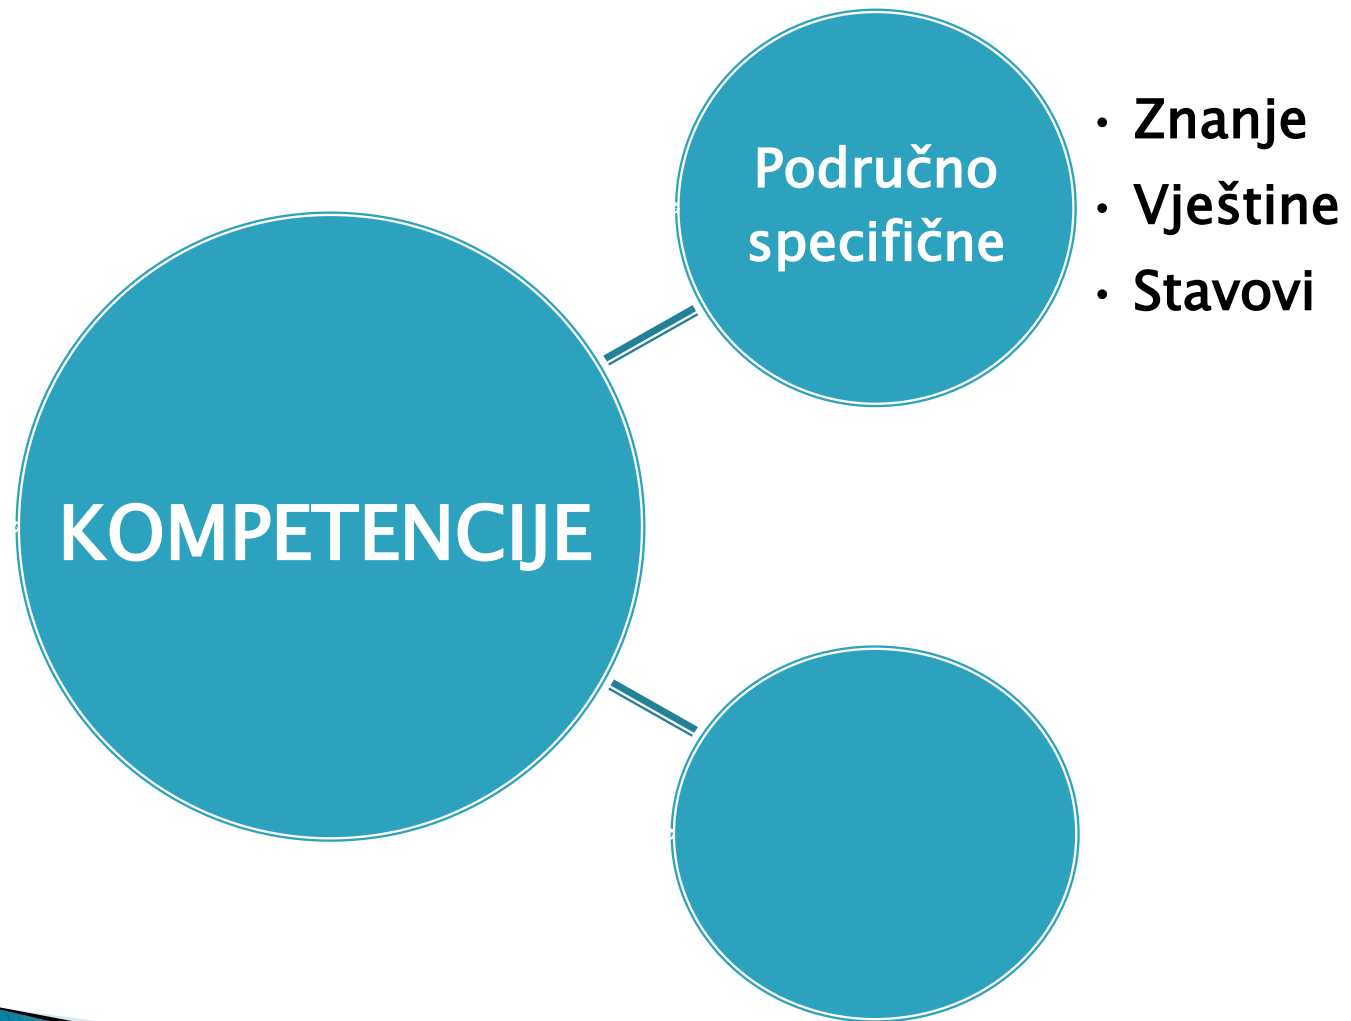 Područno
specifične
• Znanje
• Vještine
• Stavovi
KOMPETENCIJE